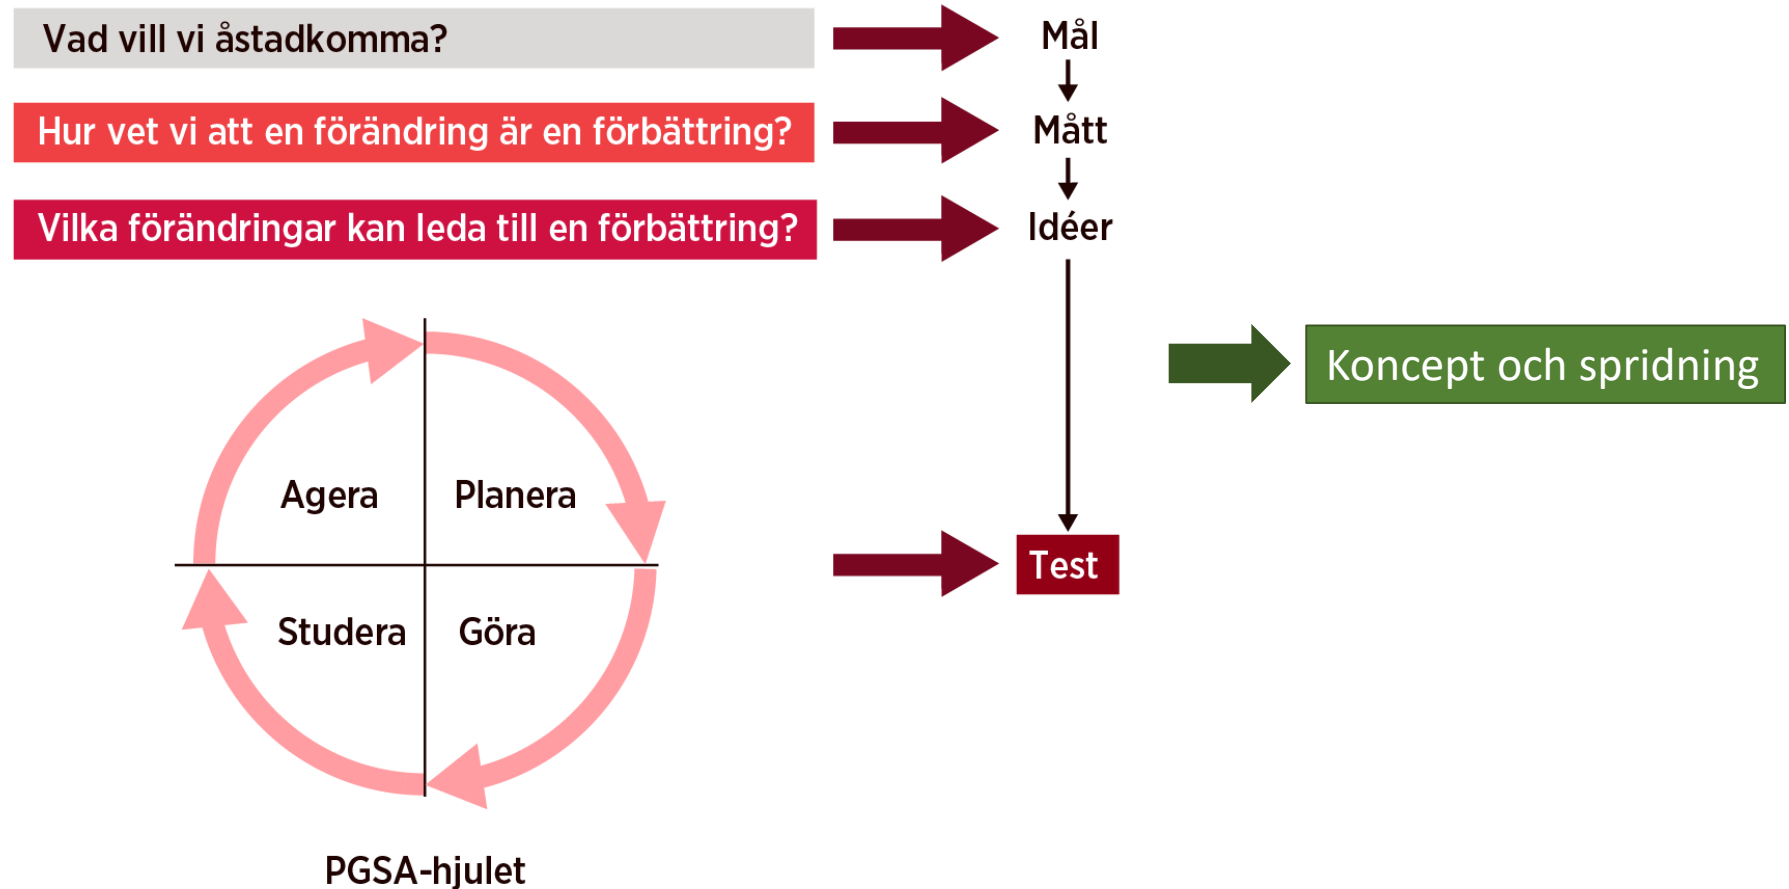 Vad vill vi åstadkomma?
Mål
Hur vet vi att en förändring är en förbättring?
Mått
Vilka förändringar kan leda till en förbättring?
Idéer
Koncept och spridning
Agera
Planera
Test
Studera
Göra
PGSA-hjulet